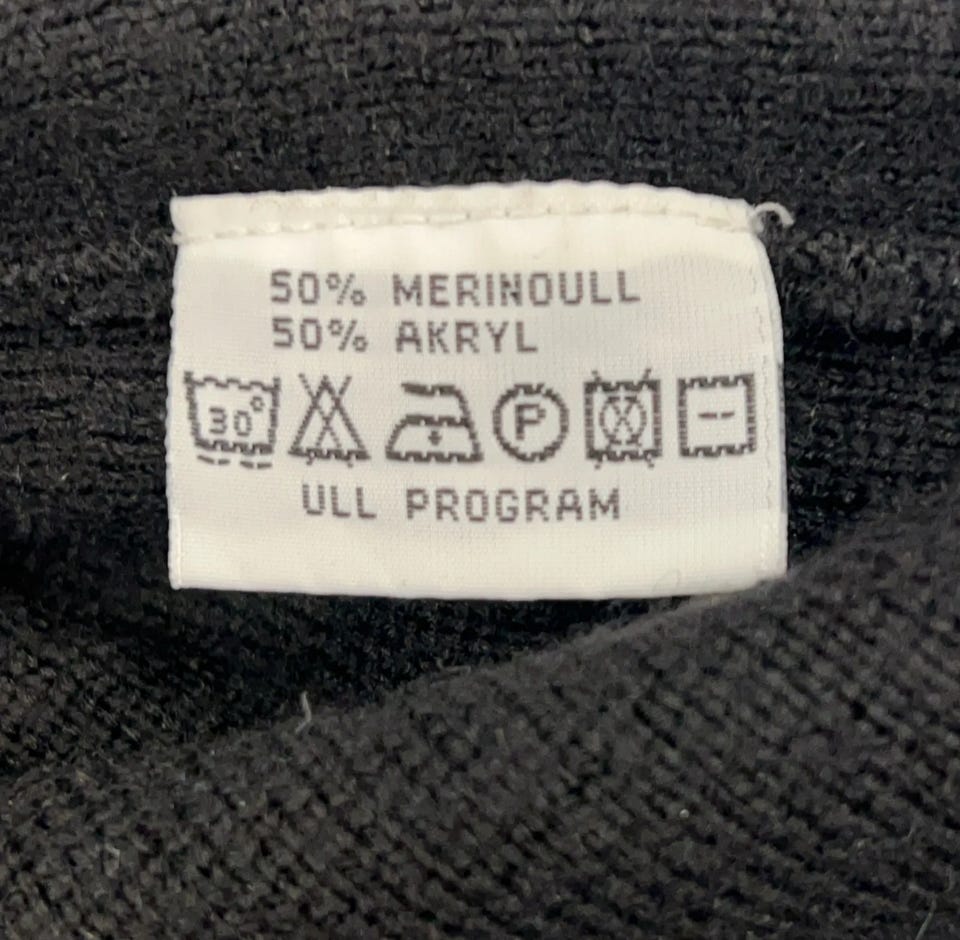 50% MERINOULL
50% AKRYL
30° P
ULL PROGRAM